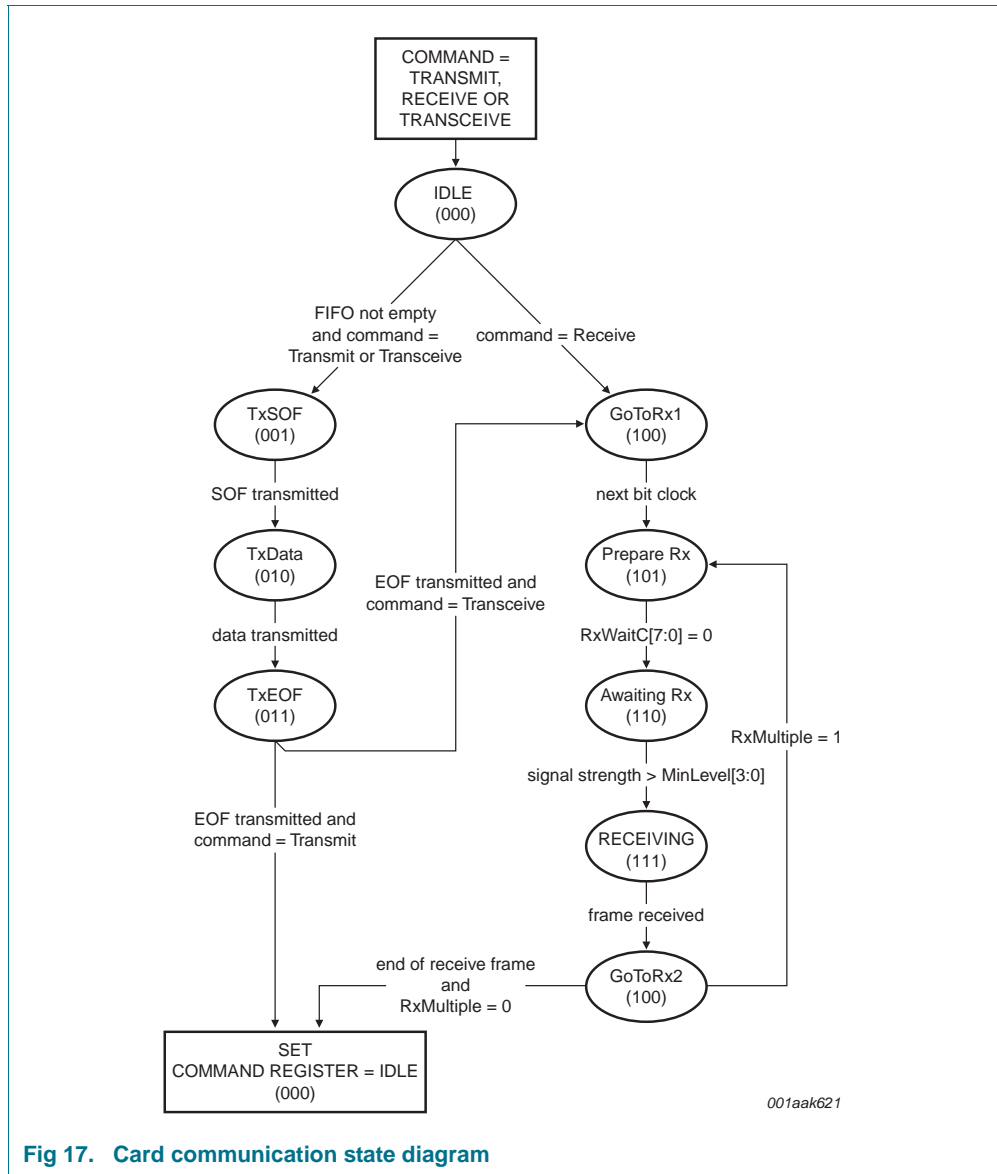 COMMAND =
TRANSMIT,
RECEIVE OR
TRANSCEIVE
IDLE
(000)
FIFO not empty
and command =
Transmit or Transceive
command = Receive
TxSOF
(001)
GoToRx1
(100)
SOF transmitted
next bit clock
TxData
(010)
EOF transmitted and
command = Transceive
Prepare Rx
(101)
data transmitted
RxWaitC[7:0] = 0
TxEOF
(011)
Awaiting Rx
(110)
RxMultiple = 1
signal strength > MinLevel[3:0]
EOF transmitted and
command = Transmit
RECEIVING
(111)
frame received
end of receive frame
and
RxMultiple = 0
GoToRx2
(100)
SET
COMMAND REGISTER = IDLE
(000)
001aak621
Fig 17. Card communication state diagram